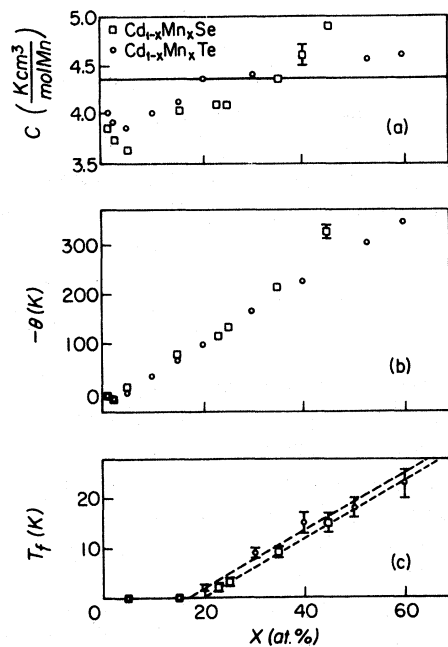 □ Cd1-xMnxSe
○ Cd1-xMnxTe
C (Kcm3/molMn)
5.0
4.5
4.0
3.5
(a)
-θ(K)
300
200
100
0
(b)
Tf(K)
20
10
0
(c)
0 20 40 60
X (at.%)